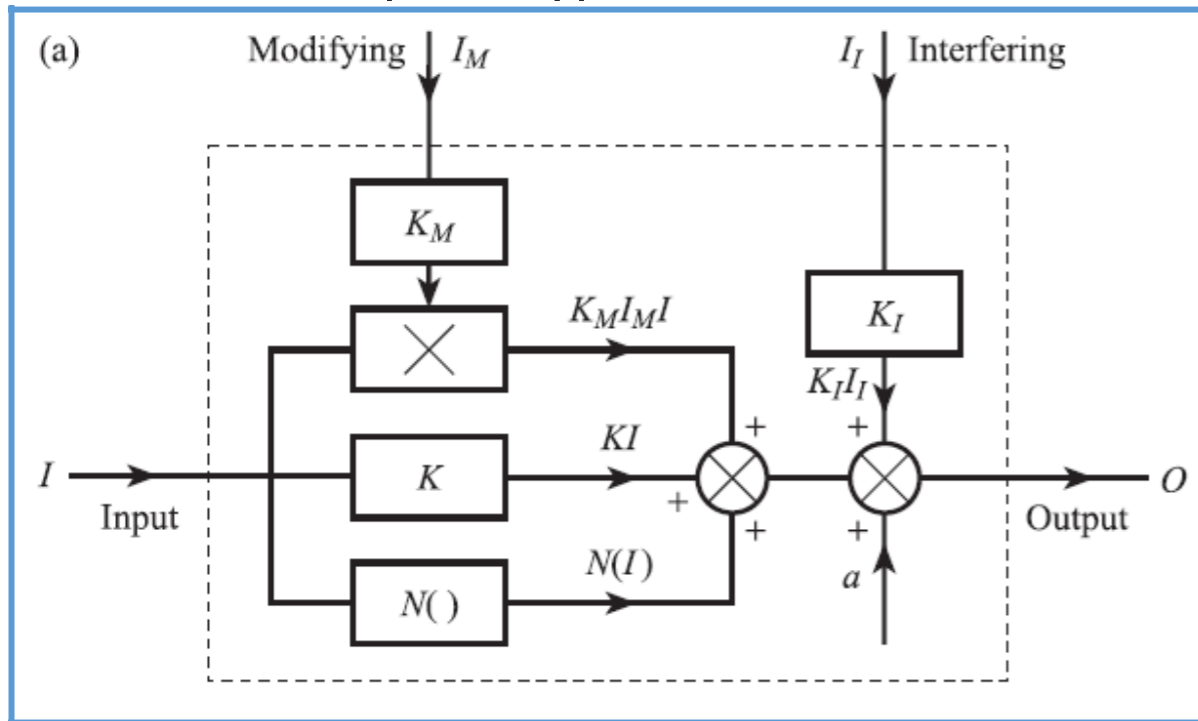 (a)
Modifying I_M
I_I Interfering
K_M
K_M I_M I
K_I
K_I I_I
+ +
KI
I
K
O
+
Input
+ +
Output
N(I)
a
N( )